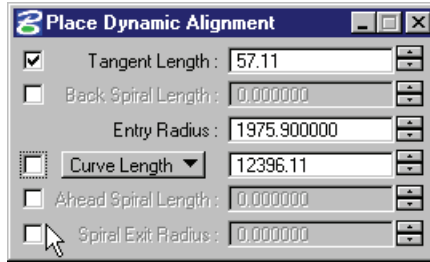 Place Dynamic Alignment
Tangent Length : 57.11
Back Spiral Length : 0.000000
Entry Radius : 1975.900000
Curve Length 12396.11
Ahead Spiral Length : 0.000000
Spiral Exit Radius : 0.000000